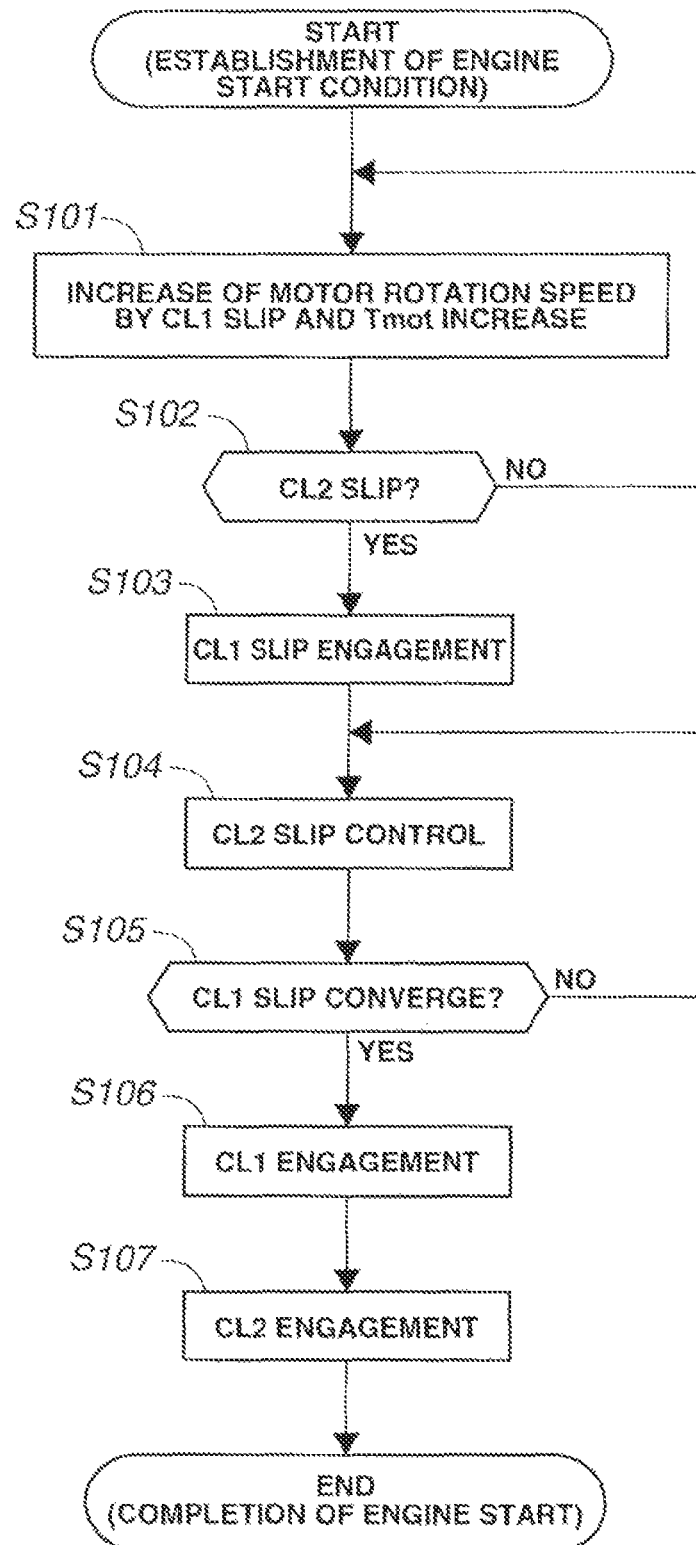 START
(ESTABLISHMENT OF ENGINE
START CONDITION)
S101
INCREASE OF MOTOR ROTATION SPEED
BY CL1 SLIP AND Tmot INCREASE
S102
CL2 SLIP?
NO
YES
S103
CL1 SLIP ENGAGEMENT
S104
CL2 SLIP CONTROL
S105
CL1 SLIP CONVERGE?
NO
YES
S106
CL1 ENGAGEMENT
S107
CL2 ENGAGEMENT
END
(COMPLETION OF ENGINE START)